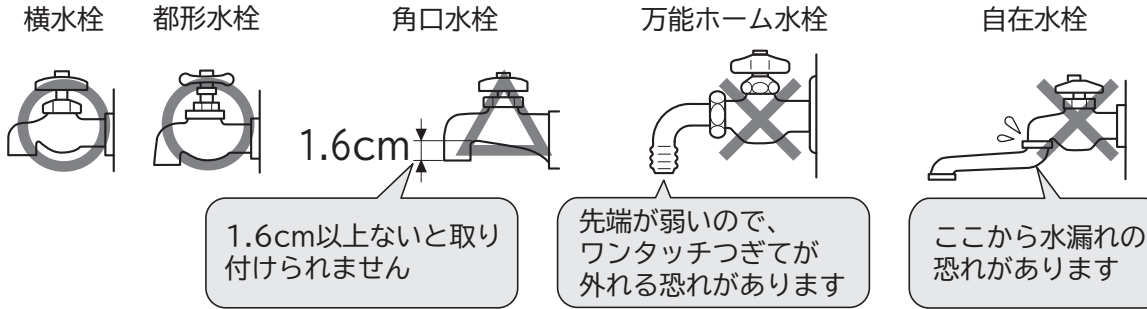 横水栓
都形水栓
角口水栓
万能ホーム水栓
自在水栓
1.6cm
1.6cm以上ないと取り
付けられません
先端が弱いので、
ワンタッチつぎてが
外れる恐れがあります
ここから水漏れの
恐れがあります